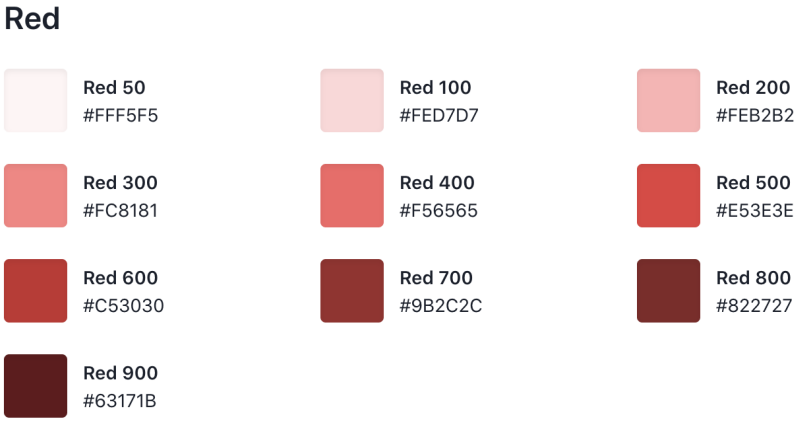 Red
Red 50
#FFF5F5
Red 100
#FED7D7
Red 200
#FEB2B2
Red 300
#FC8181
Red 400
#F56565
Red 500
#E53E3E
Red 600
#C53030
Red 700
#9B2C2C
Red 800
#822727
Red 900
#63171B